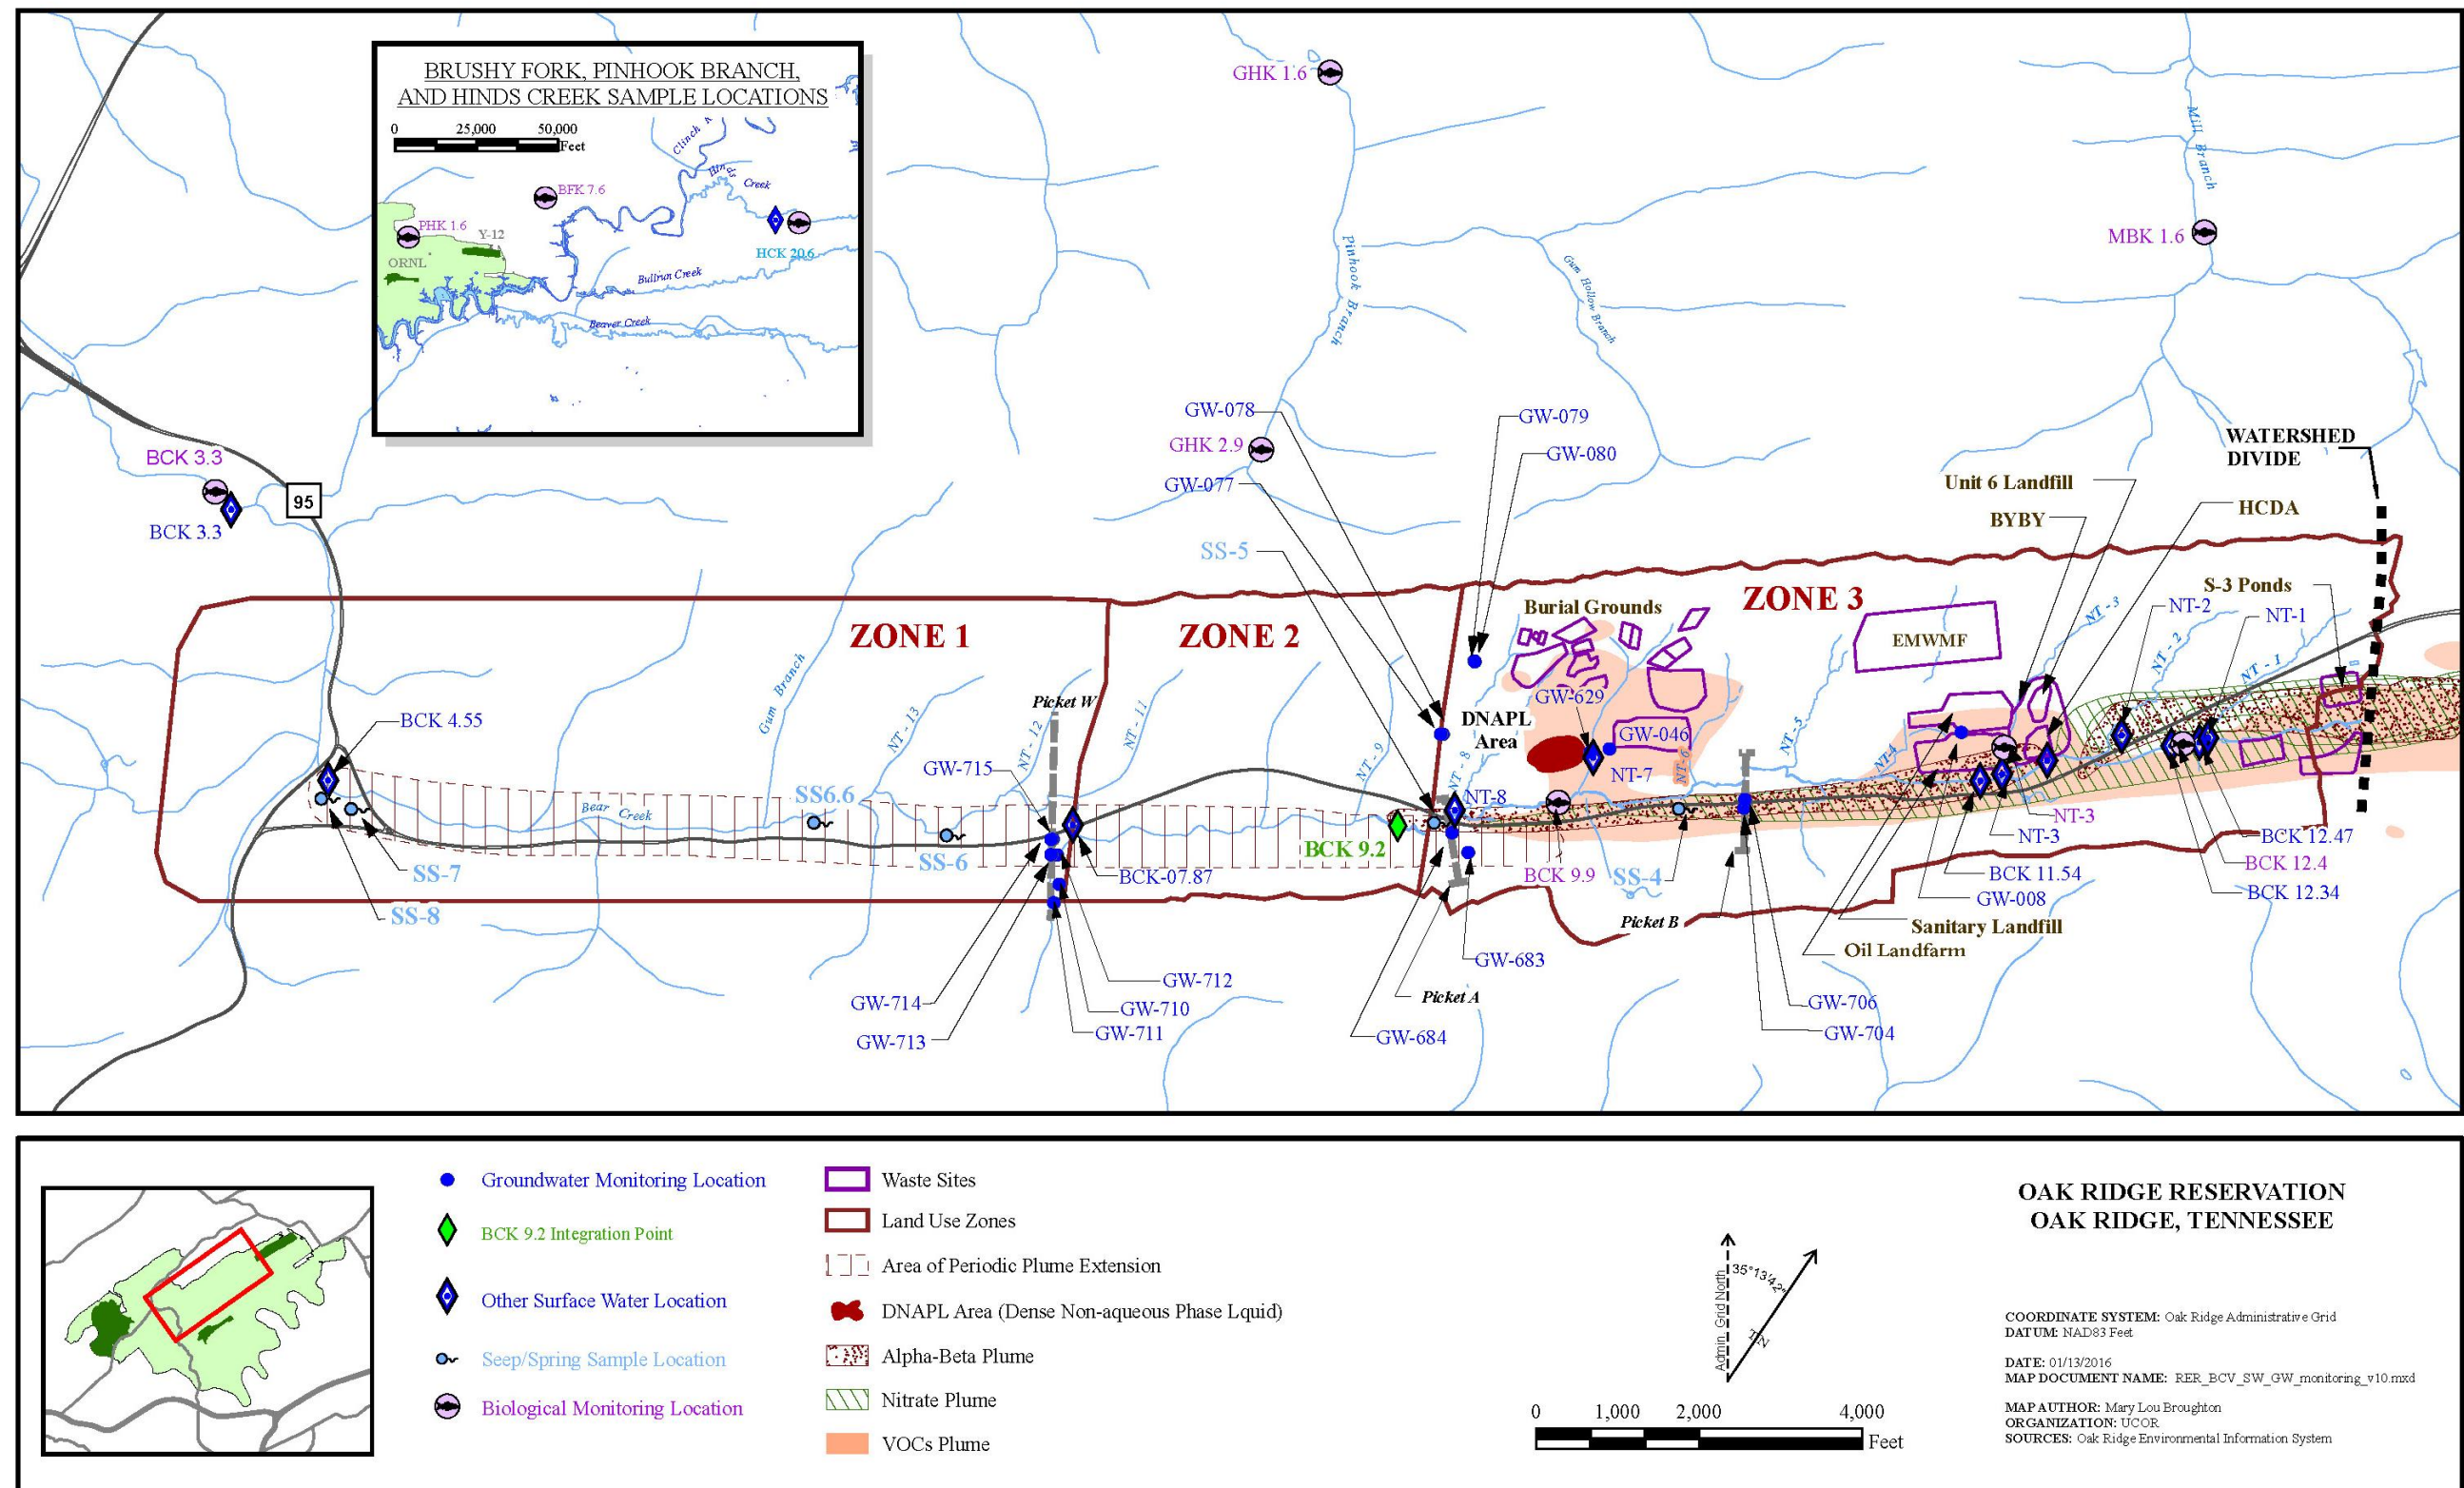 BRUSHY FORK, PINHOOK BRANCH,
AND HINDS CREEK SAMPLE LOCATIONS
0 25,000 50,000
Feet
Clinch R
Hinds
Creek
BFK 7.6
PHK 1.6
Y-12
ORNL
HCK 20.6
Bullrun Creek
Beaver Creek
GHK 1.6
Mill Branch
MBK 1.6
Pinhook Branch
Gum Hollow Branch
GW-078
GW-079
GHK 2.9
GW-080
GW-077
SS-5
WATERSHED
DIVIDE
Unit 6 Landfill
HCDA
BYBY
BCK 3.3
95
BCK 3.3
S-3 Ponds
NT-2
NT-1
ZONE 1
ZONE 2
ZONE 3
Burial Grounds
EMWMF
NT-3
NT-2
NT-1
Gum Branch
NT-13
Picket W
NT-12
NT-11
NT-9
NT-8
DNAPL
Area
GW-629
GW-046
NT-7
NT-6
NT-5
NT-4
BCK 4.55
GW-715
SS6.6
Bear
Creek
NT-8
SS-6
SS-7
SS-8
BCK-07.87
BCK 9.2
BCK 9.9
SS-4
NT-3
NT-3
BCK 12.47
BCK 12.4
BCK 12.34
BCK 11.54
GW-008
Picket B
Sanitary Landfill
Oil Landfarm
GW-683
GW-712
GW-714
GW-710
GW-711
GW-713
Picket A
GW-684
GW-706
GW-704
Groundwater Monitoring Location
BCK 9.2 Integration Point
Other Surface Water Location
Seep/Spring Sample Location
Biological Monitoring Location
Waste Sites
Land Use Zones
Area of Periodic Plume Extension
DNAPL Area (Dense Non-aqueous Phase Lquid)
Alpha-Beta Plume
Nitrate Plume
VOCs Plume
Admin. Grid North
35°13'42"
TN
0 1,000 2,000 4,000
Feet
OAK RIDGE RESERVATION
OAK RIDGE, TENNESSEE
COORDINATE SYSTEM: Oak Ridge Administrative Grid
DATUM: NAD83 Feet
DATE: 01/13/2016
MAP DOCUMENT NAME: RER_BCV_SW_GW_monitoring_v10.mxd
MAP AUTHOR: Mary Lou Broughton
ORGANIZATION: UCOR
SOURCES: Oak Ridge Environmental Information System